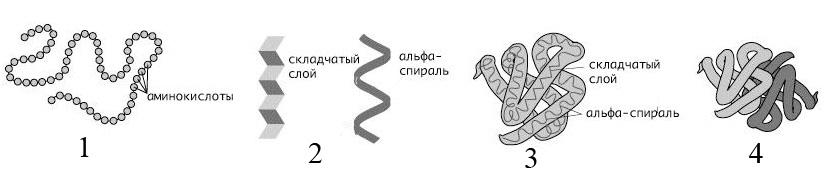 аминокислоты
1
складчатый
слой
2
альфа-
спираль
складчатый
слой
альфа-спираль
3
4